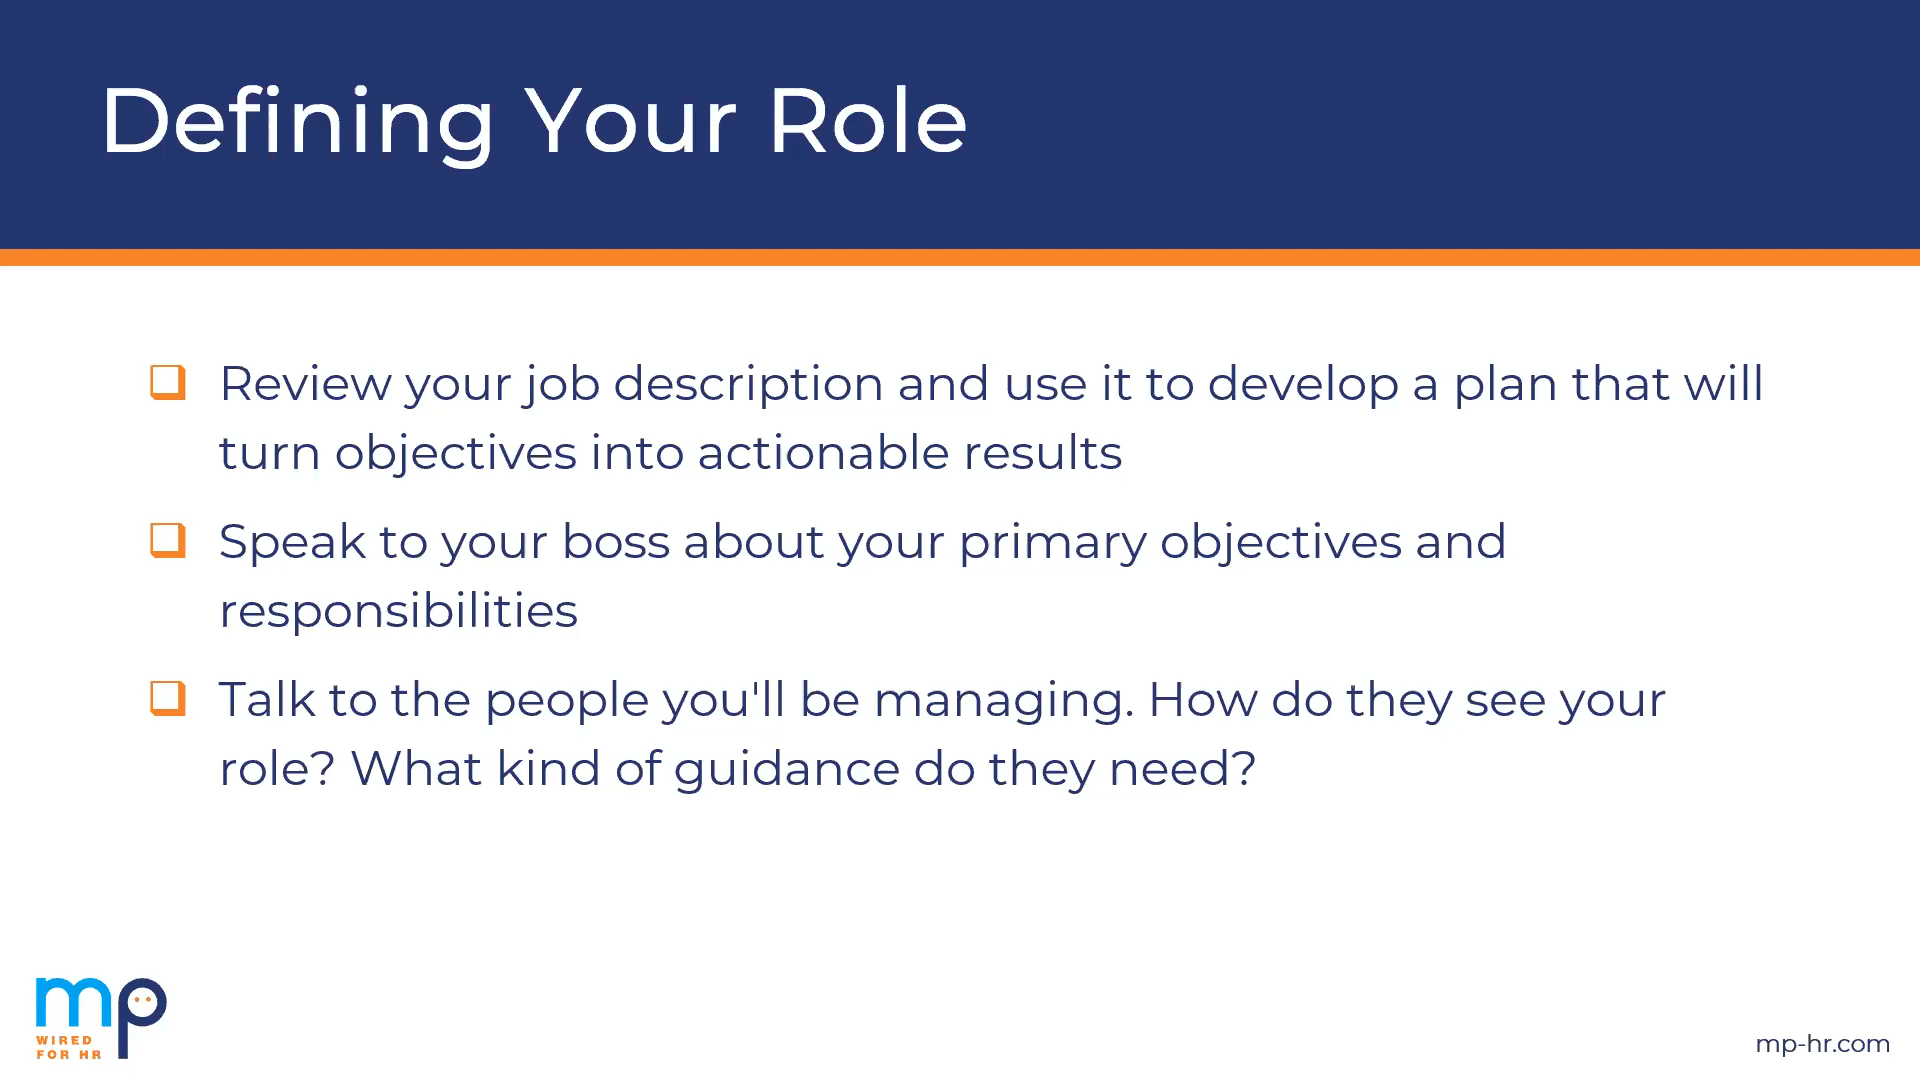 Defining Your Role
Review your job description and use it to develop a plan that will
turn objectives into actionable results
Speak to your boss about your primary objectives and
responsibilities
Talk to the people you'll be managing. How do they see your
role? What kind of guidance do they need?
mp
WIRED
FOR HR
mp-hr.com